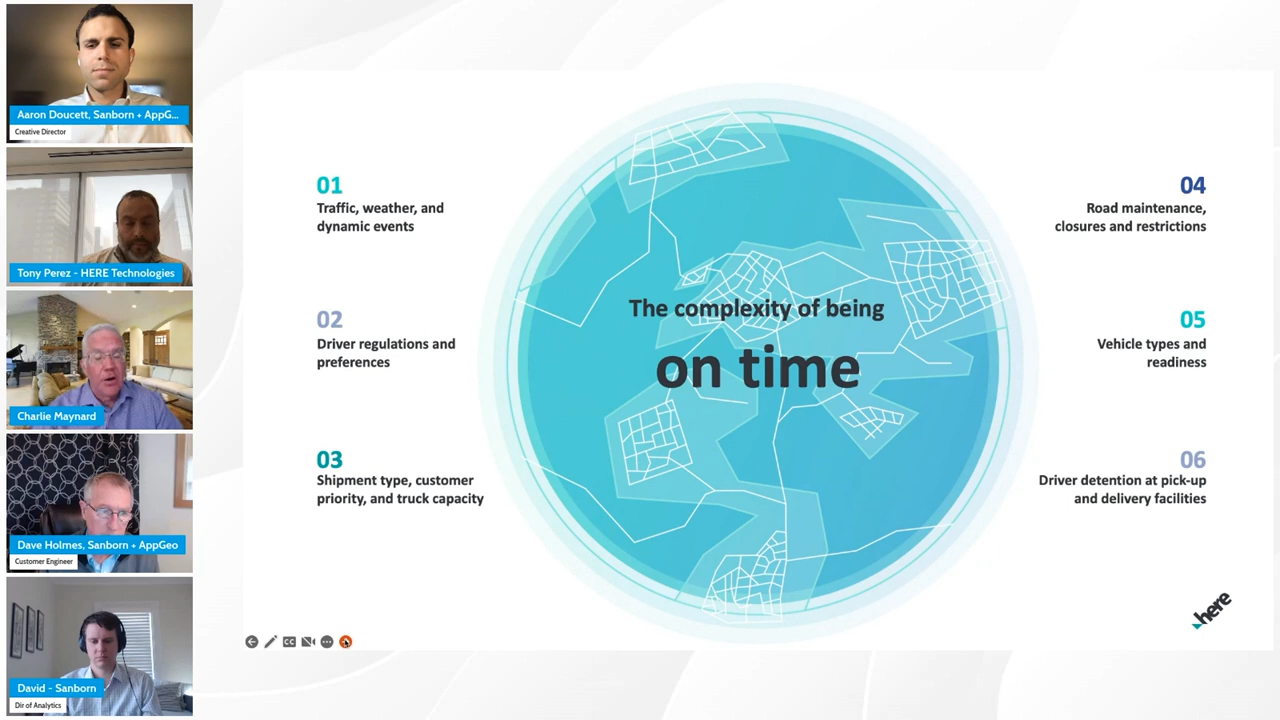 Aaron Doucett, Sanborn + AppG...
Creative Director
Tony Perez - HERE Technologies
Charlie Maynard
Dave Holmes, Sanborn + AppGeo
Customer Engineer
David - Sanborn
Dir of Analytics
01
Traffic, weather, and
dynamic events
02
Driver regulations and
preferences
03
Shipment type, customer
priority, and truck capacity
The complexity of being
on time
04
Road maintenance,
closures and restrictions
05
Vehicle types and
readiness
06
Driver detention at pick-up
and delivery facilities
here
CC